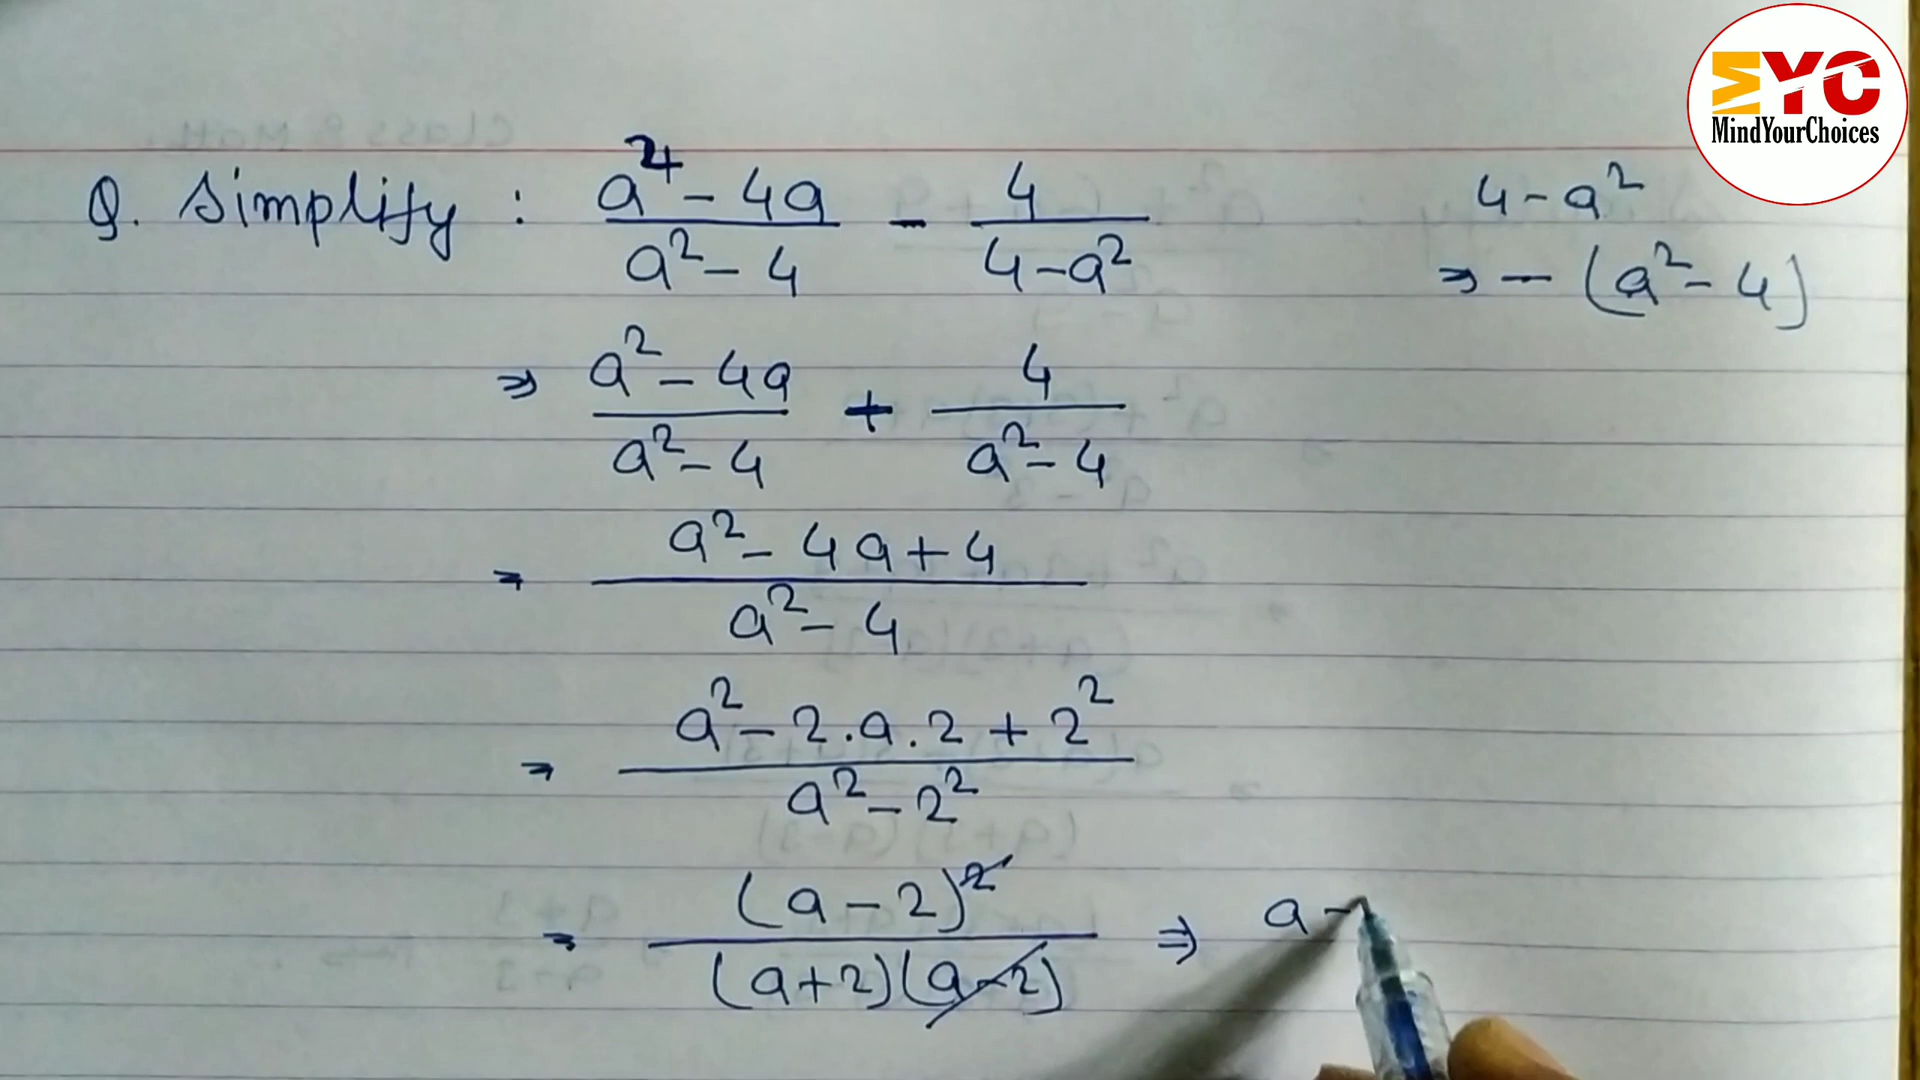 MYC
MindYourChoices
Q. Simplify : (a² - 4a)/(a² - 4) - 4/(4 - a²)
4 - a²
⇒ - (a² - 4)
⇒ (a² - 4a)/(a² - 4) + 4/(a² - 4)
⇒ (a² - 4a + 4)/(a² - 4)
⇒ (a² - 2 . a . 2 + 2²)/(a² - 2²)
⇒ (a - 2)²/(a + 2)(a - 2) ⇒ a -